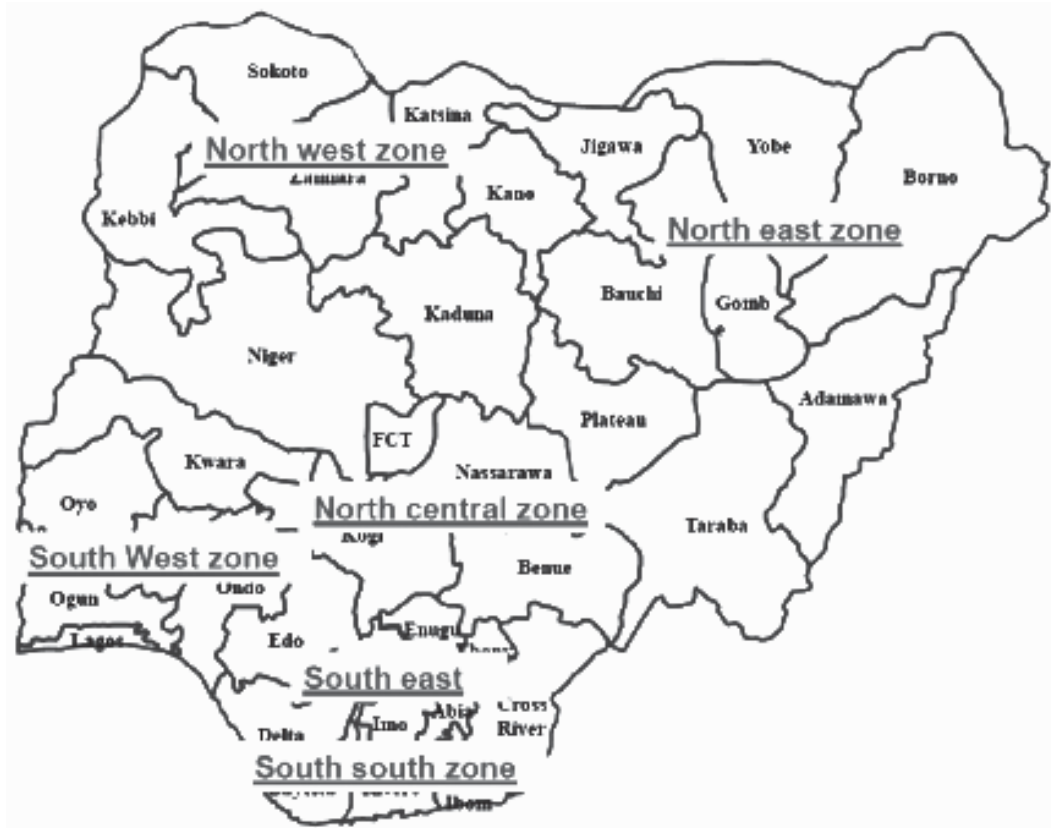 Sokoto
Katsina
Jigawa
Yobe
North west zone
Borno
Kano
Kebbi
North east zone
Bauchi
Gomb
Kaduna
Niger
Adamawa
Plateau
FCT
Kwara
Nassarawa
Oyo
North central zone
Taraba
Kogi
South West zone
Benue
Ondo
Ogun
Enugu
Lagos
Edo
South east
Cross
River
Abia
Imo
Delta
South south zone
Ibom